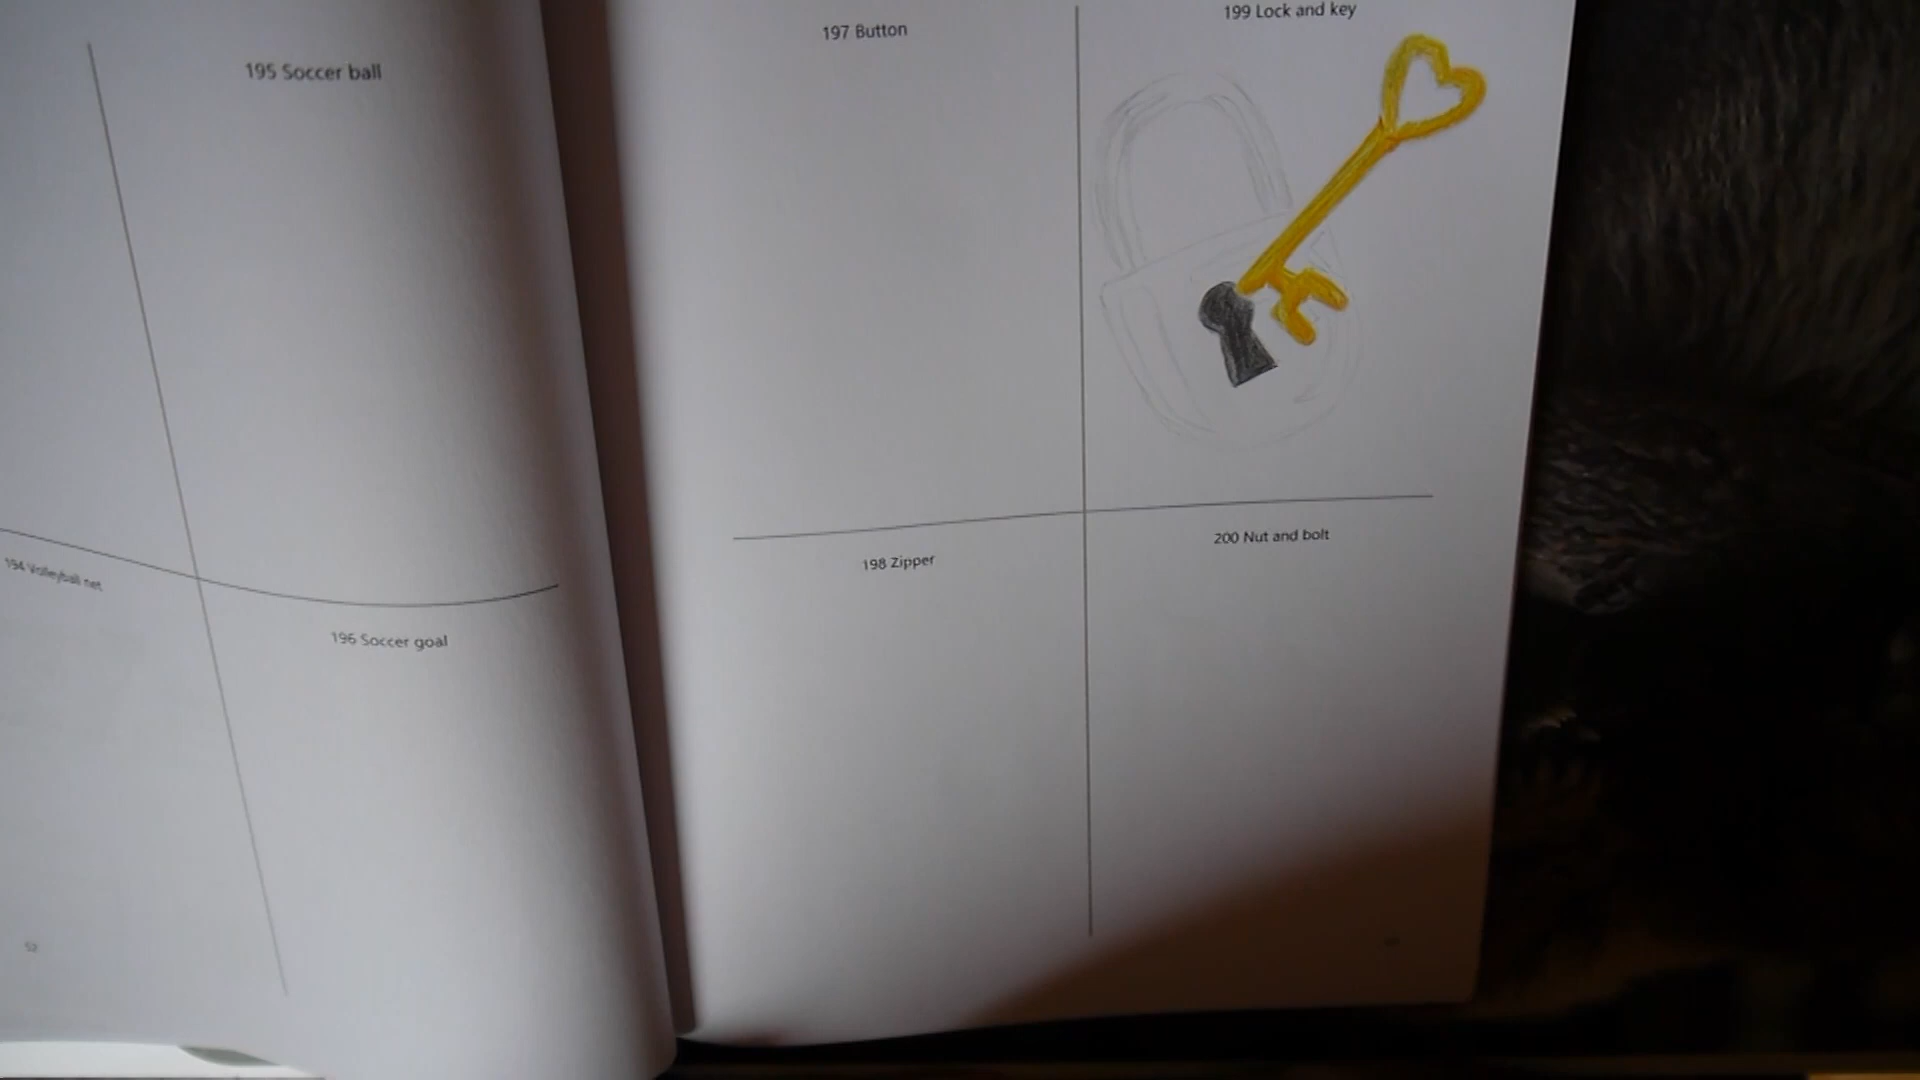 195 Soccer ball
194 Volleyball net
196 Soccer goal
52
197 Button
199 Lock and key
198 Zipper
200 Nut and bolt